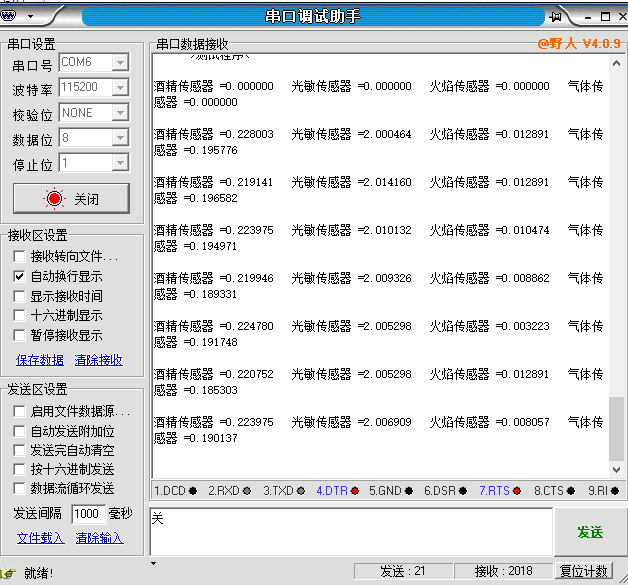 串口调试助手
串口设置
串口号 COM6
波特率 115200
校验位 NONE
数据位 8
停止位 1
关闭
接收区设置
接收转向文件...
自动换行显示
显示接收时间
十六进制显示
暂停接收显示
保存数据 清除接收
发送区设置
启用文件数据源...
自动发送附加位
发送完自动清空
按十六进制发送
数据流循环发送
发送间隔 1000 毫秒
文件载入 清除输入
就绪!
串口数据接收
@野人 V4.0.9
酒精传感器 =0.000000 光敏传感器 =0.000000 火焰传感器 =0.000000 气体传
感器 =0.000000
酒精传感器 =0.228003 光敏传感器 =2.000464 火焰传感器 =0.012891 气体传
感器 =0.195776
酒精传感器 =0.219141 光敏传感器 =2.014160 火焰传感器 =0.012891 气体传
感器 =0.196582
酒精传感器 =0.223975 光敏传感器 =2.010132 火焰传感器 =0.010474 气体传
感器 =0.194971
酒精传感器 =0.219946 光敏传感器 =2.009326 火焰传感器 =0.008862 气体传
感器 =0.189331
酒精传感器 =0.224780 光敏传感器 =2.005298 火焰传感器 =0.003223 气体传
感器 =0.191748
酒精传感器 =0.220752 光敏传感器 =2.005298 火焰传感器 =0.012891 气体传
感器 =0.185303
酒精传感器 =0.223975 光敏传感器 =2.006909 火焰传感器 =0.008057 气体传
感器 =0.190137
1.DCD 2.RXD 3.TXD 4.DTR 5.GND 6.DSR 7.RTS 8.CTS 9.RI
关
发送
发送 : 21 接收 : 2018 复位计数